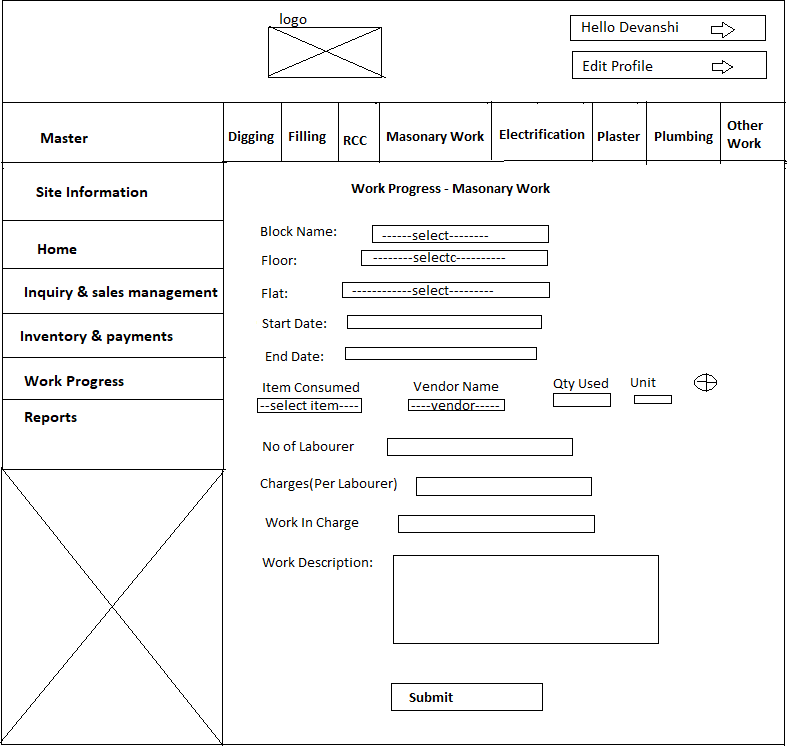 logo
Hello Devanshi
Edit Profile
Master
Digging
Filling
RCC
Masonary Work
Electrification
Plaster
Plumbing
Other
Work
Site Information
Home
Inquiry & sales management
Inventory & payments
Work Progress
Reports
Work Progress - Masonary Work
Block Name: ------select--------
Floor: --------selectc----------
Flat: ------------select---------
Start Date:
End Date:
Item Consumed Vendor Name Qty Used Unit
--select item---- ----vendor-----
No of Labourer
Charges(Per Labourer)
Work In Charge
Work Description:
Submit